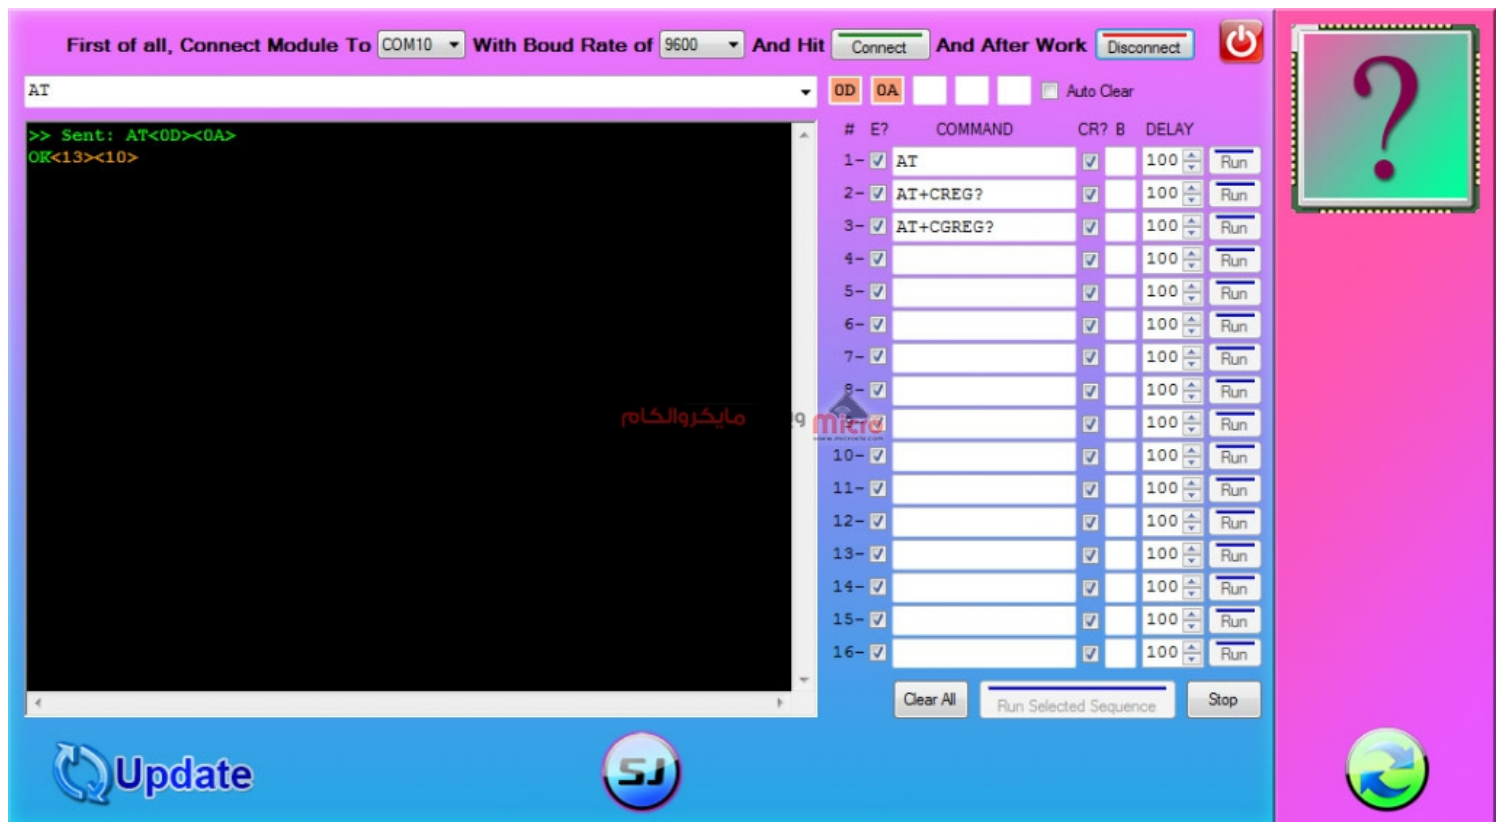 First of all, Connect Module To COM10 With Boud Rate of 9600 And Hit Connect And After Work Disconnect
AT 0D 0A Auto Clear
>> Sent: AT<0D><0A>
OK<13><10>
# E? COMMAND CR? B DELAY
1- AT 100 Run
2- AT+CREG? 100 Run
3- AT+CGREG? 100 Run
4- 100 Run
5- 100 Run
6- 100 Run
7- 100 Run
8- 100 Run
9- 100 Run
10- 100 Run
11- 100 Run
12- 100 Run
13- 100 Run
14- 100 Run
15- 100 Run
16- 100 Run
مایکروالکام
Micro
Clear All Run Selected Sequence Stop
Update
SJ
?